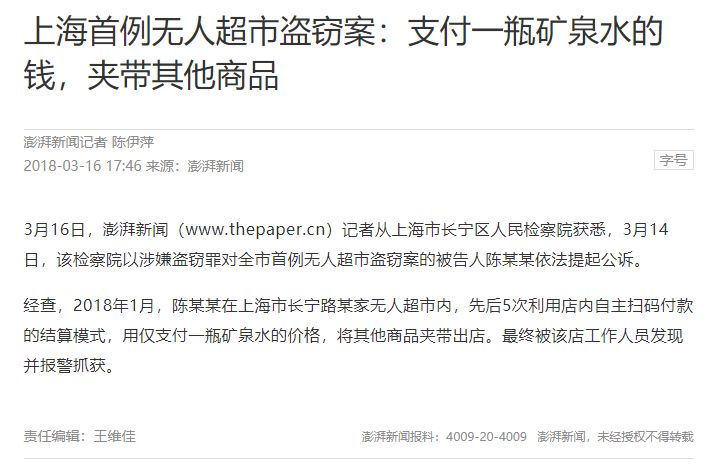 上海首例无人超市盗窃案：支付一瓶矿泉水的
钱，夹带其他商品
澎湃新闻记者 陈伊萍
2018-03-16 17:46 来源：澎湃新闻
字号
3月16日，澎湃新闻（www.thepaper.cn）记者从上海市长宁区人民检察院获悉，3月14
日，该检察院以涉嫌盗窃罪对全市首例无人超市盗窃案的被告人陈某某依法提起公诉。
经查，2018年1月，陈某某在上海市长宁路某家无人超市内，先后5次利用店内自主扫码付款
的结算模式，用仅支付一瓶矿泉水的价格，将其他商品夹带出店。最终被该店工作人员发现
并报警抓获。
责任编辑：王维佳
澎湃新闻报料：4009-20-4009 澎湃新闻，未经授权不得转载